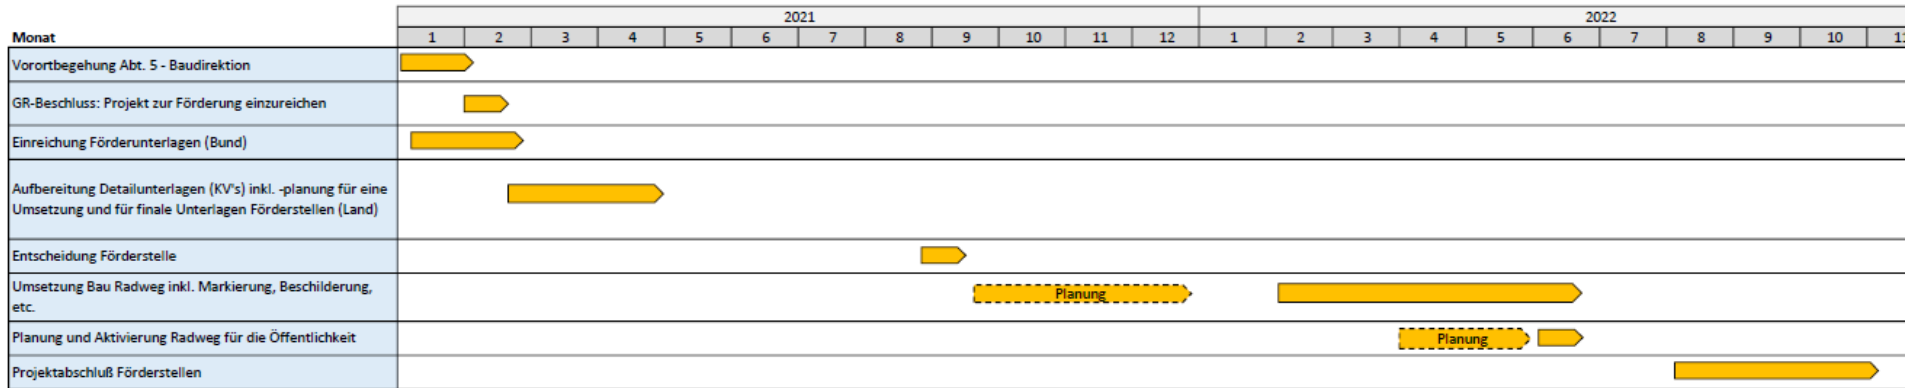 2021 2022
Monat 1 2 3 4 5 6 7 8 9 10 11 12 1 2 3 4 5 6 7 8 9 10 11
Vorortbegehung Abt. 5 - Baudirektion
GR-Beschluss: Projekt zur Förderung einzureichen
Einreichung Förderunterlagen (Bund)
Aufbereitung Detailunterlagen (KV's) inkl. -planung für eine
Umsetzung und für finale Unterlagen Förderstellen (Land)
Entscheidung Förderstelle
Umsetzung Bau Radweg inkl. Markierung, Beschilderung,
etc.
Planung
Planung und Aktivierung Radweg für die Öffentlichkeit
Planung
Projektabschluß Förderstellen